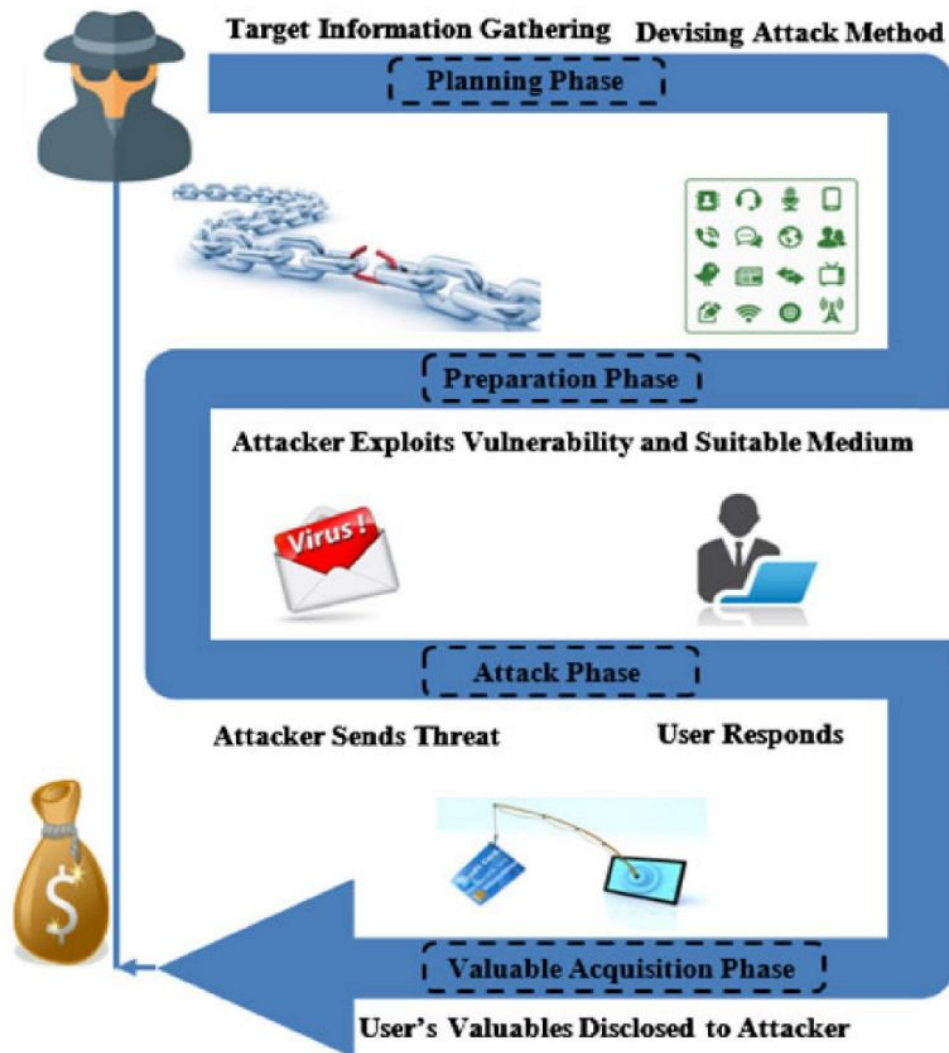 Target Information Gathering
Devising Attack Method
Planning Phase
Preparation Phase
Attacker Exploits Vulnerability and Suitable Medium
Virus !
Attack Phase
Attacker Sends Threat
User Responds
$
Valuable Acquisition Phase
User's Valuables Disclosed to Attacker